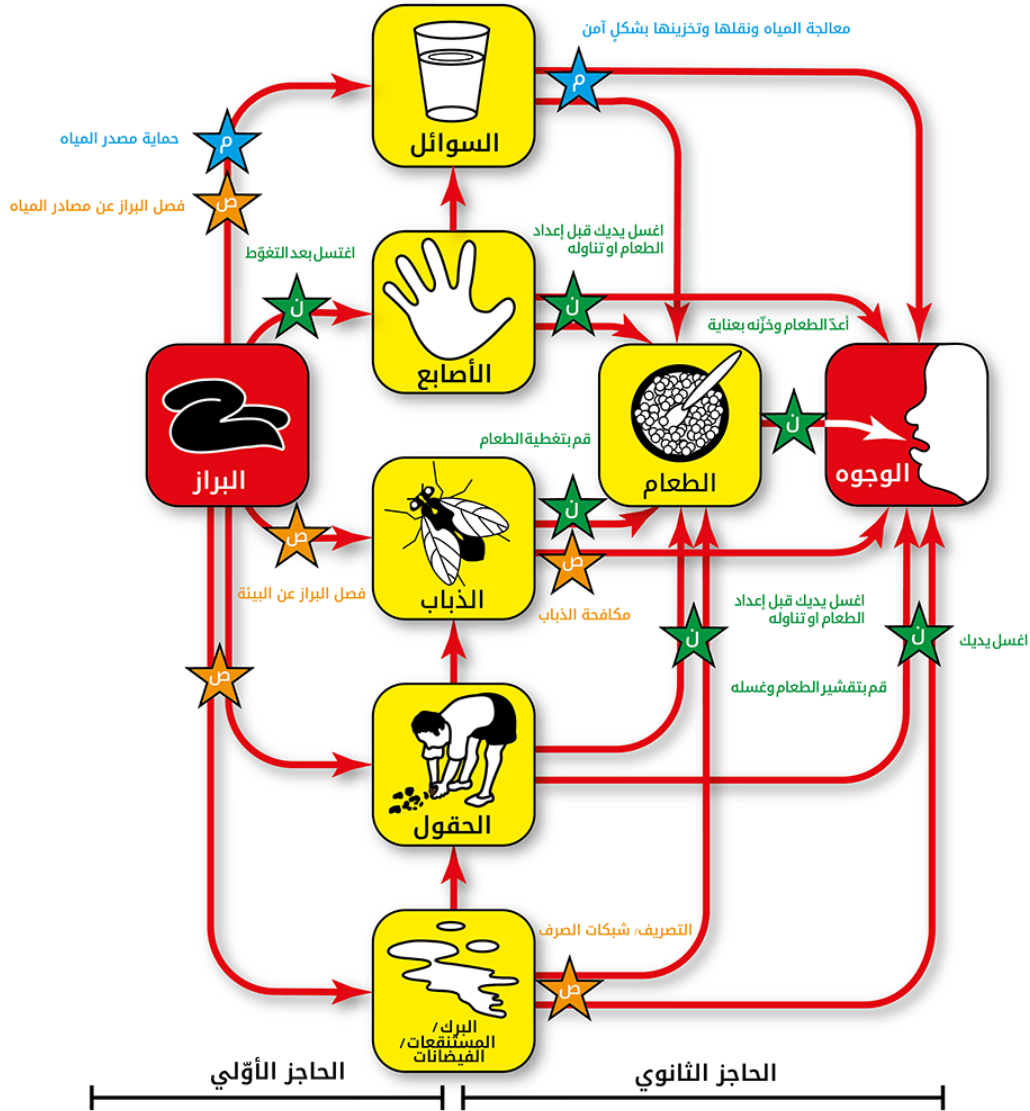 معالجة المياه ونقلها وتخزينها بشكلٍ آمن
م
السوائل
م
حماية مصدر المياه
ص
فصل البراز عن مصادر المياه
اغسل يديك قبل إعداد
الطعام او تناوله
اغتسل بعد التغوّط
ن
ن
الأصابع
أعدّ الطعام وخزّنه بعناية
البراز
الطعام
ن
الوجوه
قم بتغطية الطعام
ن
ص
ص
الذباب
فصل البراز عن البيئة
مكافحة الذباب
اغسل يديك قبل إعداد
الطعام او تناوله
ن
ن
اغسل يديك
قم بتقشير الطعام وغسله
ص
الحقول
التصريف/ شبكات الصرف
ص
البرك/
المستنقعات/
الفيضانات
الحاجز الأوّلي
الحاجز الثانوي